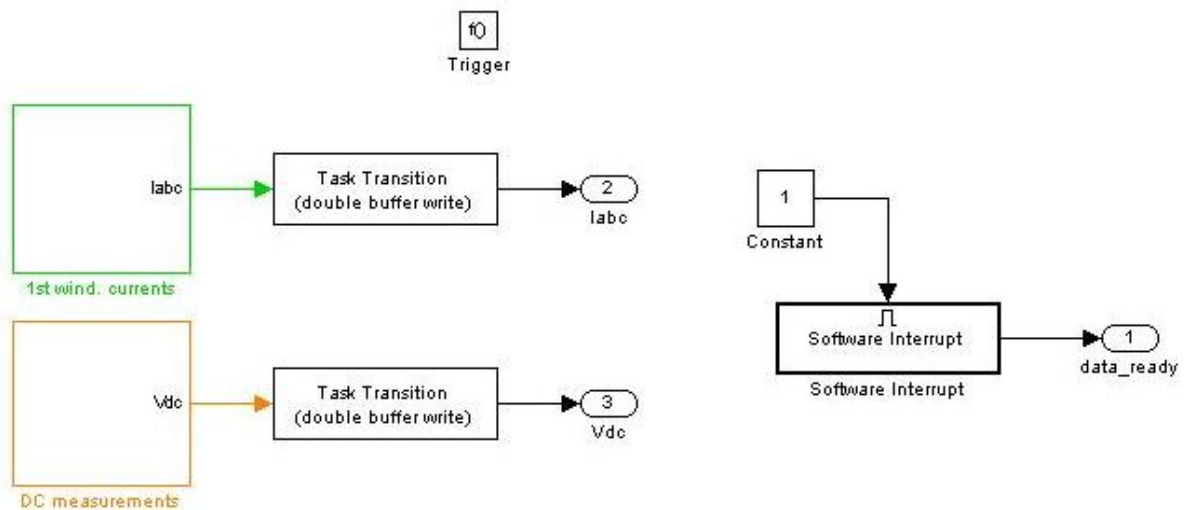 f()
Trigger
Iabc
Task Transition
(double buffer write)
2
Iabc
1st wind. currents
1
Constant
Software Interrupt
1
data_ready
Software Interrupt
Vdc
Task Transition
(double buffer write)
3
Vdc
DC measurements